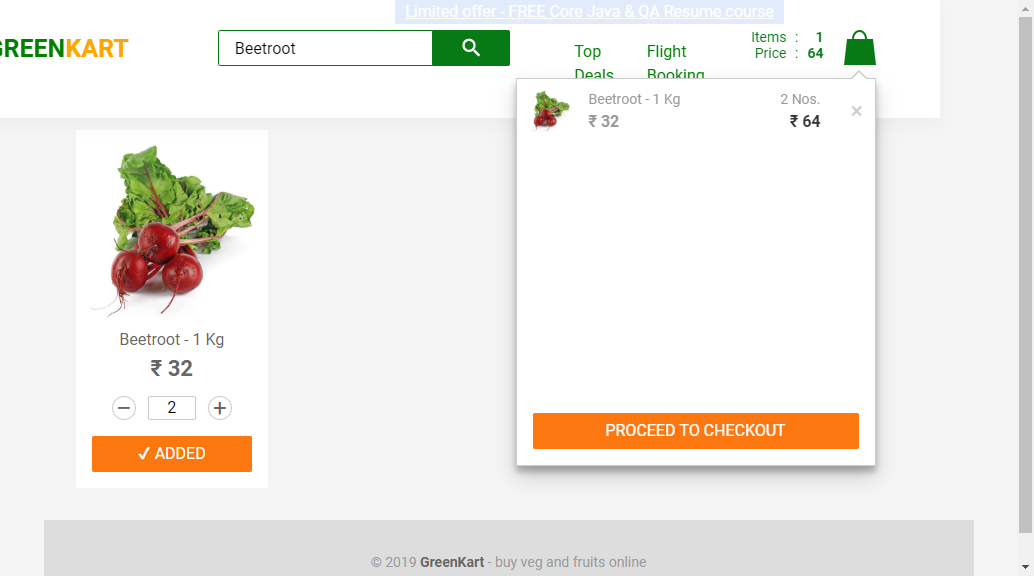 Limited offer - FREE Core Java & QA Resume course
GREENKART
Beetroot
Top Deals
Flight Booking
Items : 1
Price : 64
Beetroot - 1 Kg
2 Nos.
₹ 32
₹ 64
×
PROCEED TO CHECKOUT
Beetroot - 1 Kg
₹ 32
− 2 +
✓ ADDED
© 2019 GreenKart - buy veg and fruits online